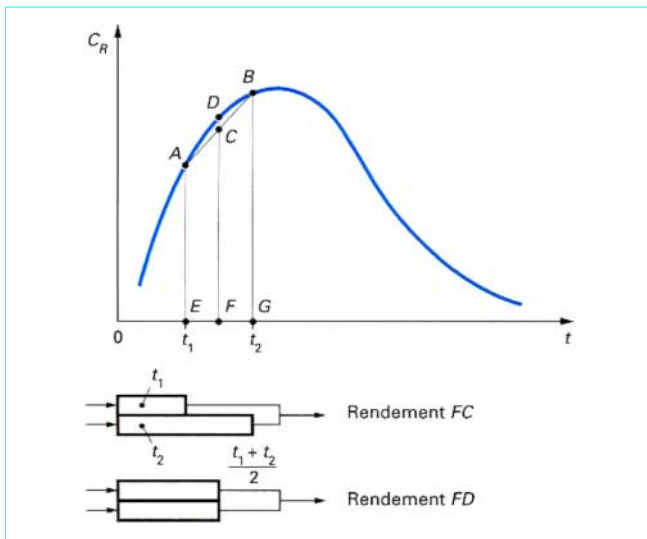 C_R
B
D
C
A
E F G
0 t_1 t_2 t
t_1
Rendement FC
t_2
t_1 + t_2
2
Rendement FD